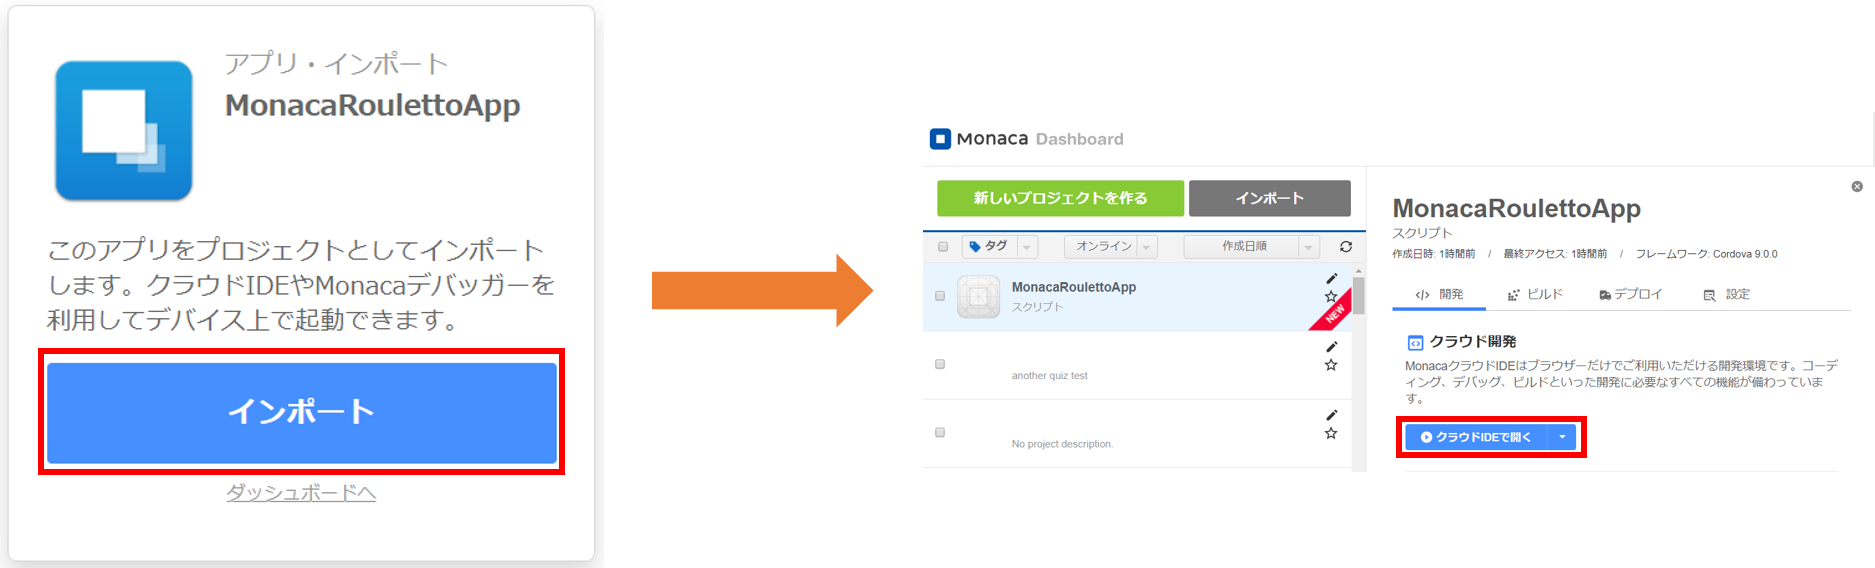 アプリ・インポート
MonacaRoulettoApp
このアプリをプロジェクトとしてインポート
します。クラウドIDEやMonacaデバッガーを
利用してデバイス上で起動できます。
インポート
ダッシュボードへ
Monaca Dashboard
新しいプロジェクトを作る インポート
タグ オンライン 作成日順
MonacaRoulettoApp
スクリプト
NEW
another quiz test
No project description.
MonacaRoulettoApp
スクリプト
作成日時: 1時間前 / 最終アクセス: 1時間前 / フレームワーク: Cordova 9.0.0
</> 開発 ビルド デプロイ 設定
クラウド開発
MonacaクラウドIDEはブラウザーだけでご利用いただける開発環境です。コーデ
ィング、デバッグ、ビルドといった開発に必要なすべての機能が備わっていま
す。
クラウドIDEで開く